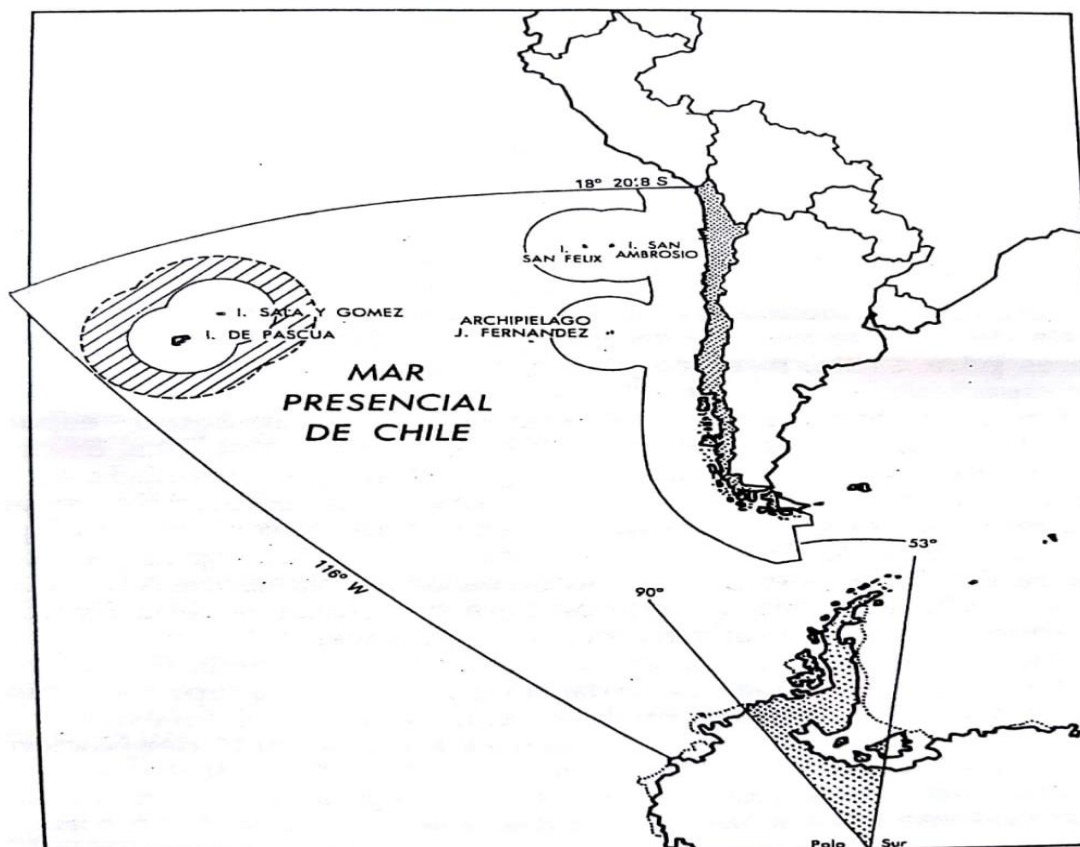 18° 20'.8 S
I.
SAN FELIX
I. SAN
AMBROSIO
I. SALA Y GOMEZ
I. DE PASCUA
ARCHIPIELAGO
J. FERNANDEZ
MAR
PRESENCIAL
DE CHILE
116° W
53°
90°
Polo Sur